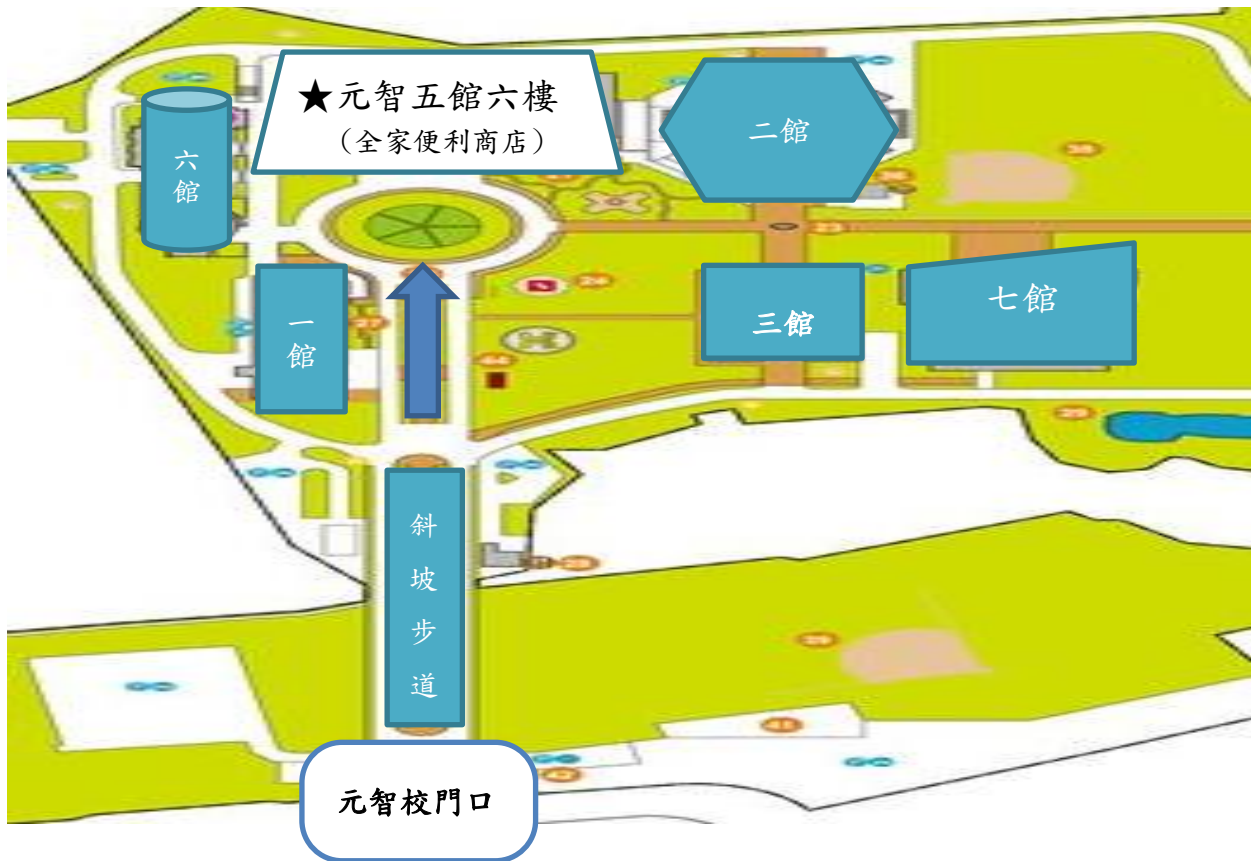 ★元智五館六樓
（全家便利商店）
二館
六館
一館
三館
七館
斜坡步道
元智校門口